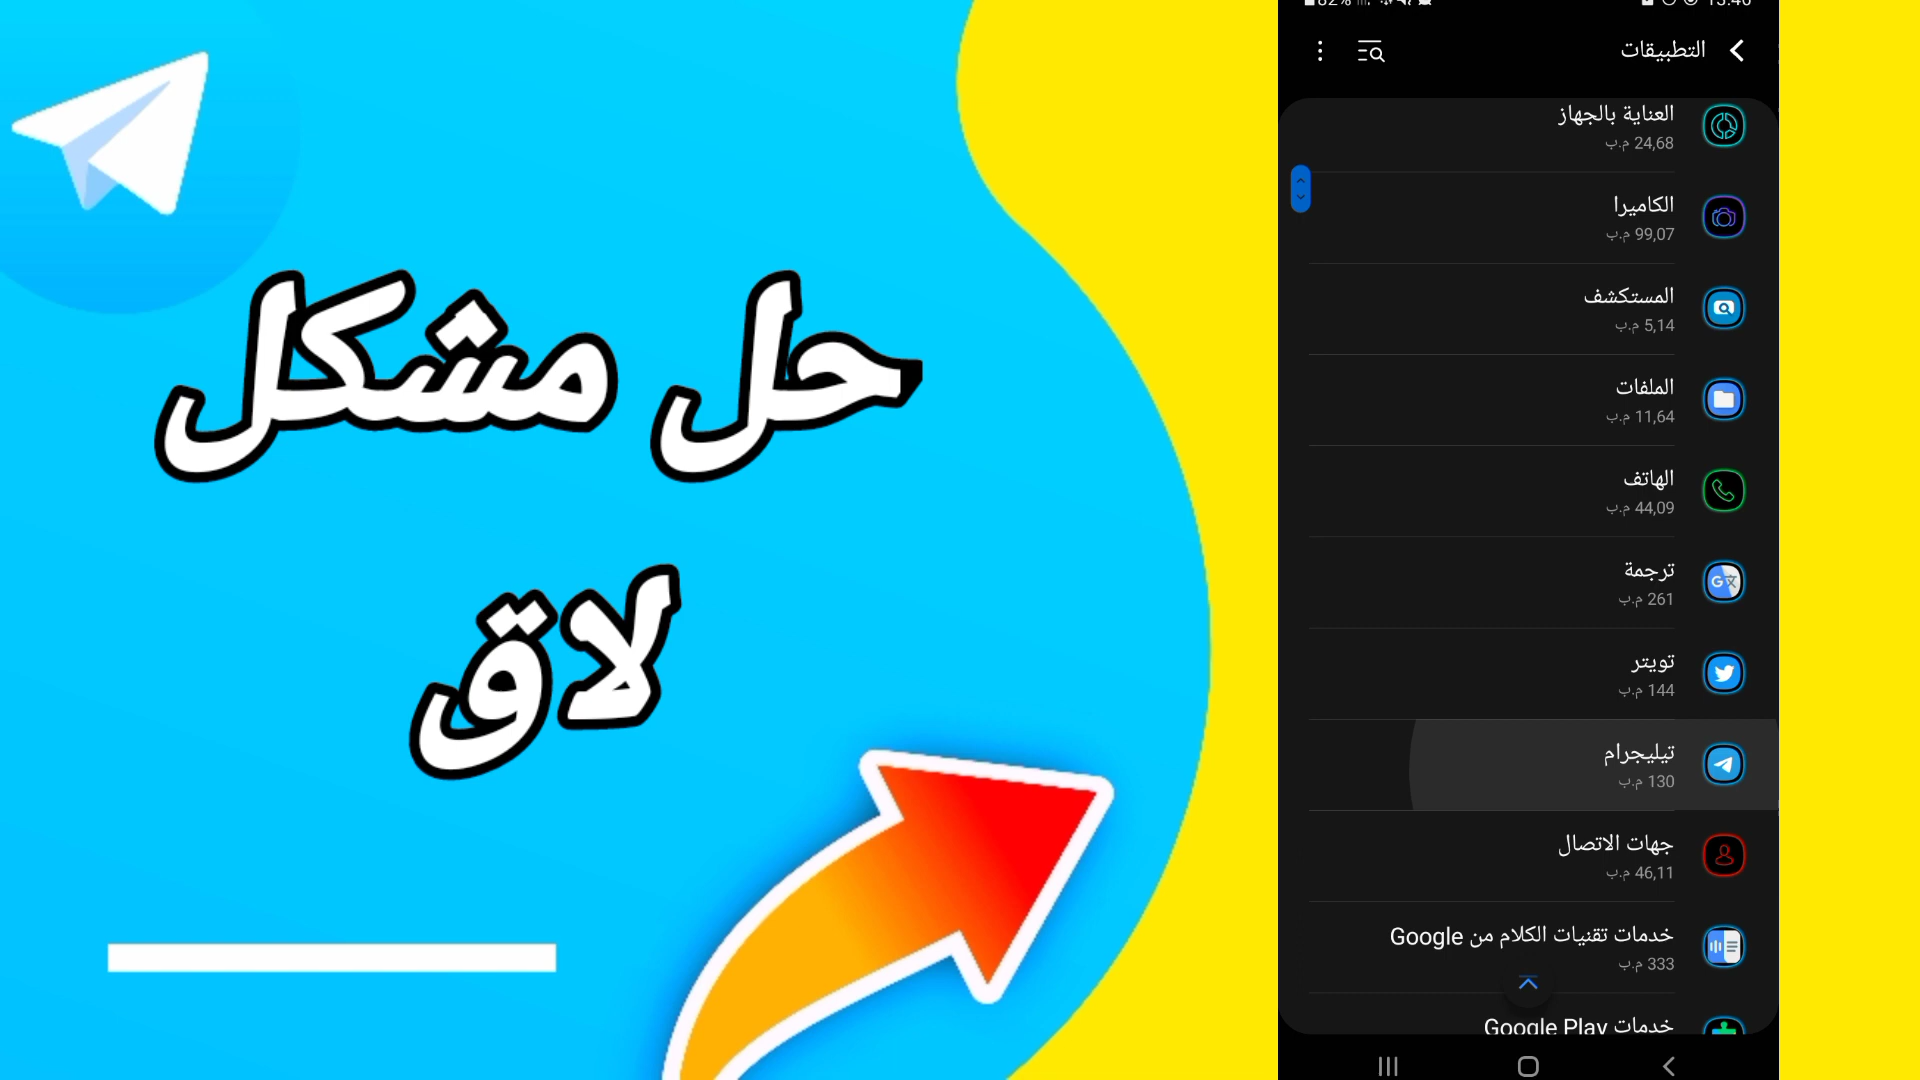 حل مشكل
لاق
التطبيقات
العناية بالجهاز
24,68 م.ب
الكاميرا
99,07 م.ب
المستكشف
5,14 م.ب
الملفات
11,64 م.ب
الهاتف
44,09 م.ب
ترجمة
261 م.ب
تويتر
144 م.ب
تيليجرام
130 م.ب
جهات الاتصال
46,11 م.ب
خدمات تقنيات الكلام من Google
333 م.ب
خدمات Google Play